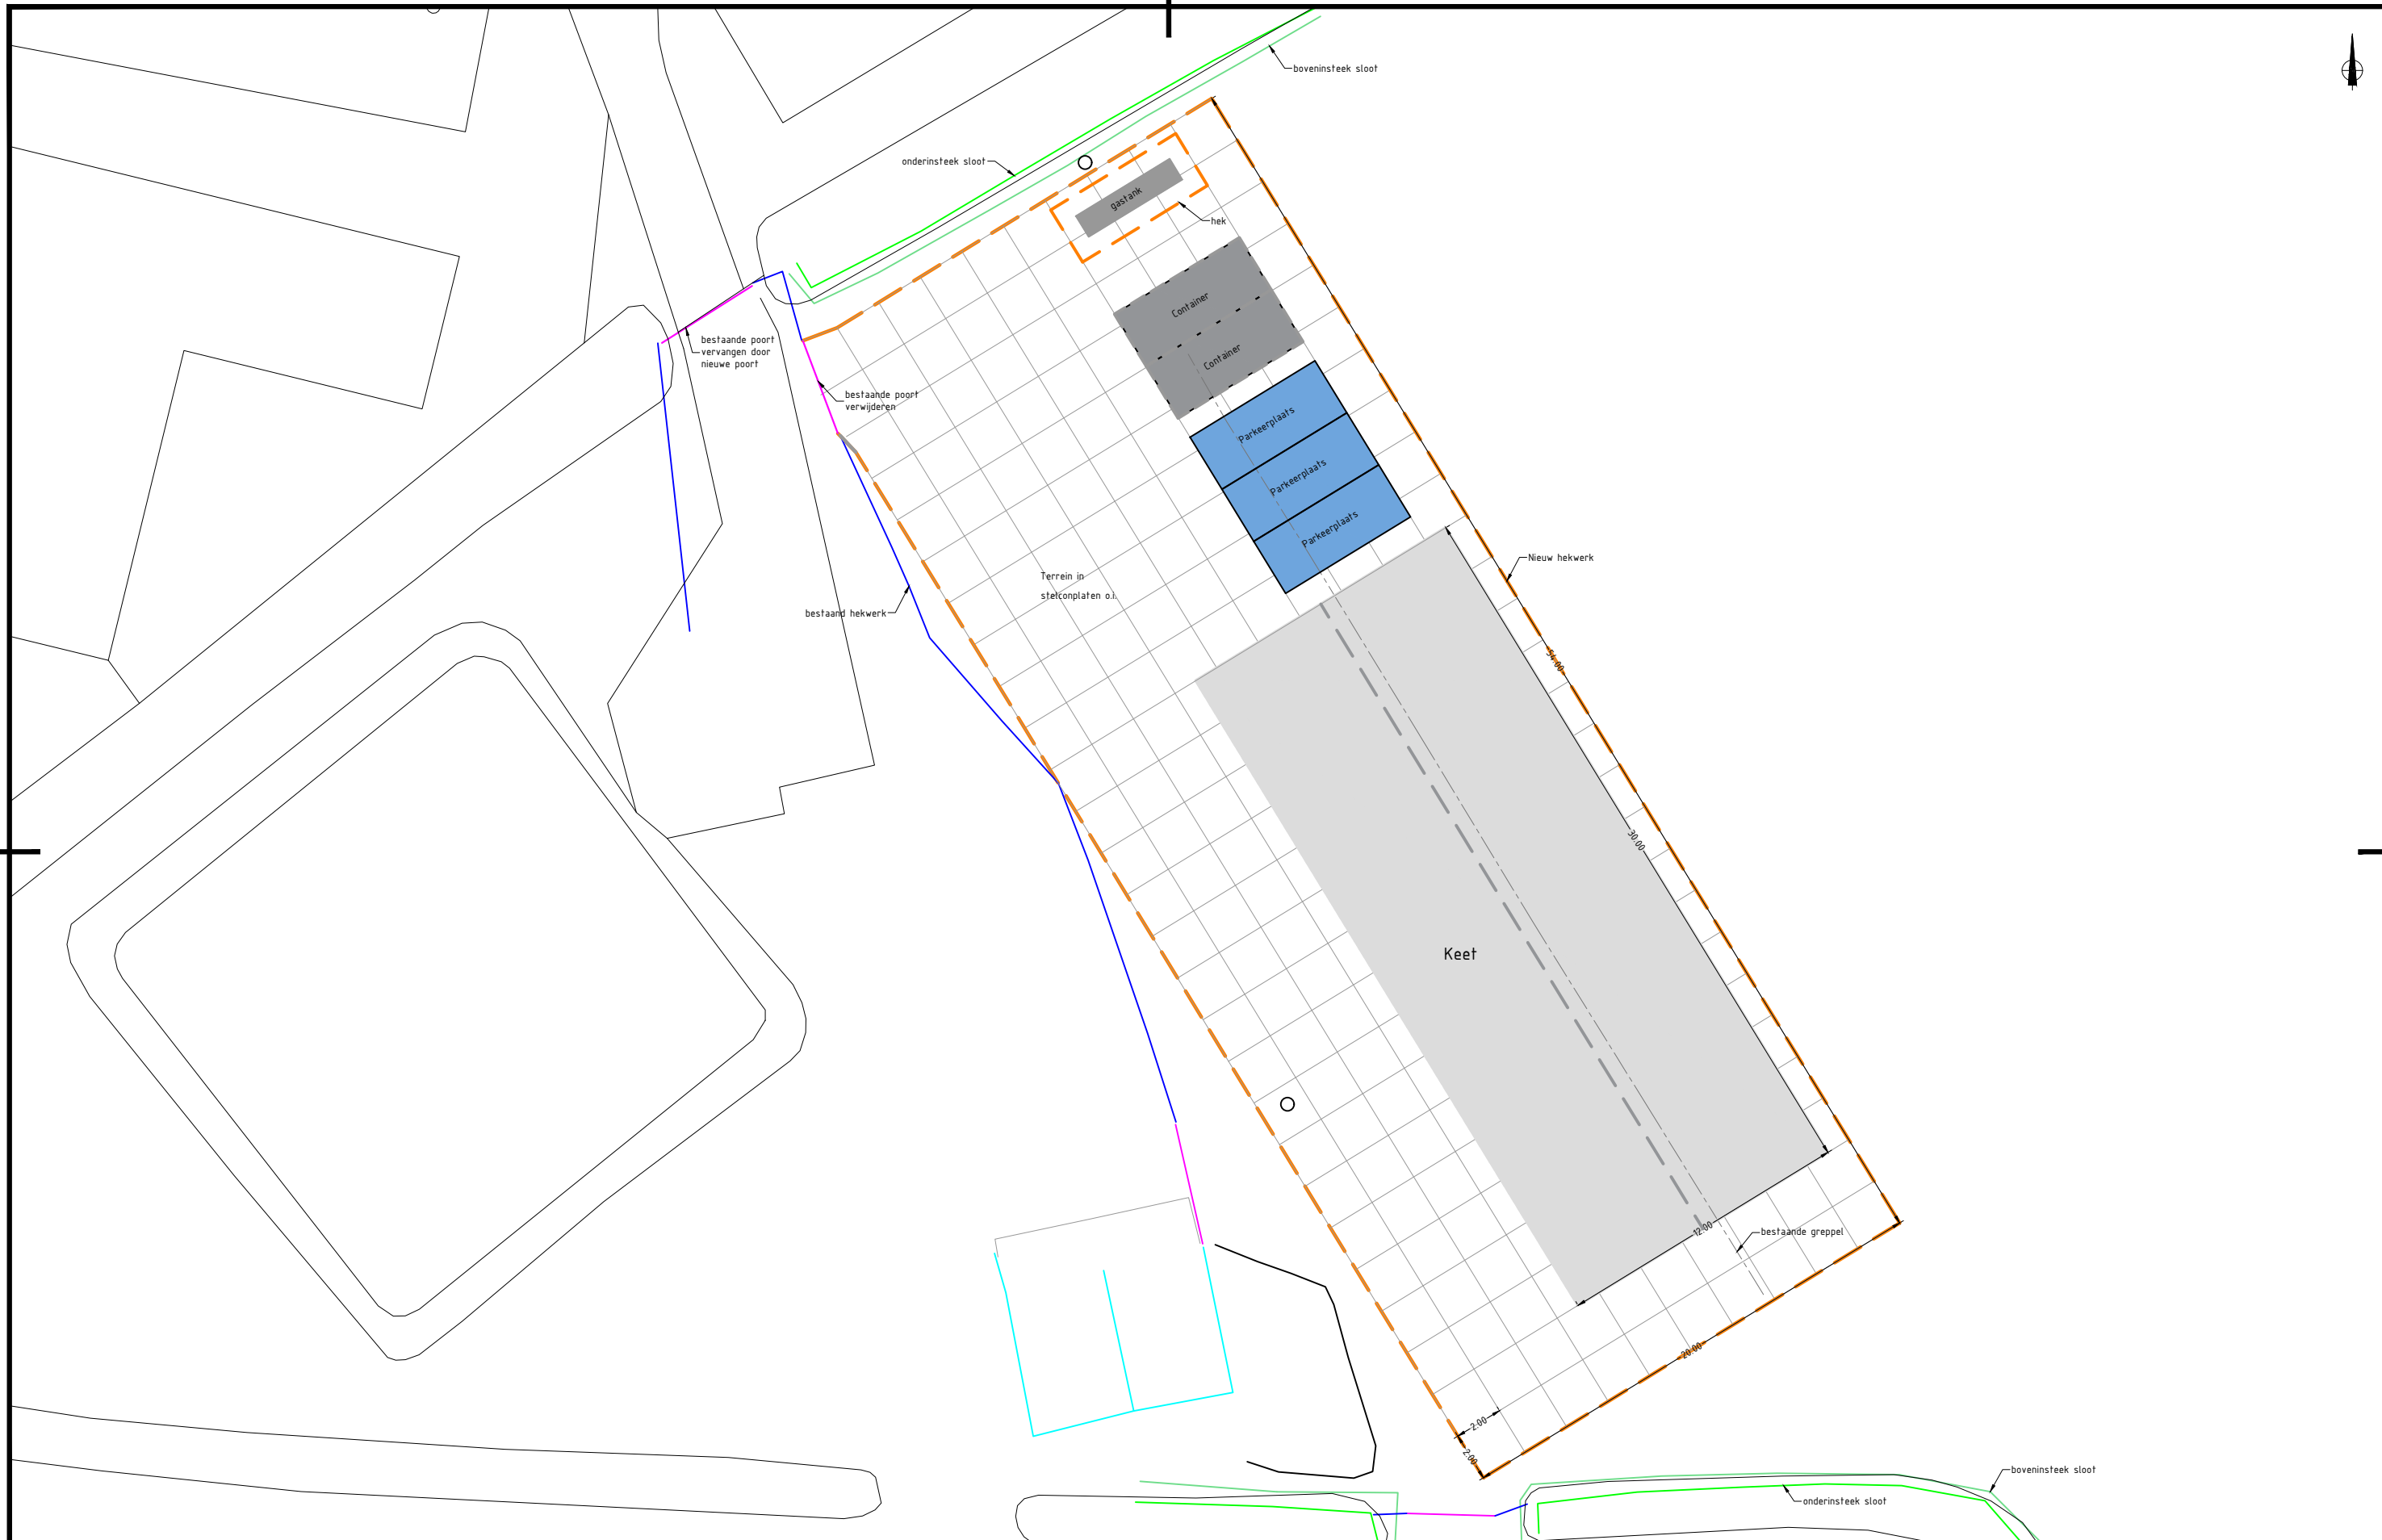 boveninsteek sloot
onderinsteek sloot
gastank
hek
Container
Container
bestaande poort
vervangen door
nieuwe poort
bestaande poort
verwijderen
Parkeerplaats
Parkeerplaats
Parkeerplaats
Nieuw hekwerk
Terrein in
stelconplaten o.i.
bestaand hekwerk
54.00
30.00
Keet
12.00
bestaande greppel
20.00
2.00
2.00
boveninsteek sloot
onderinsteek sloot